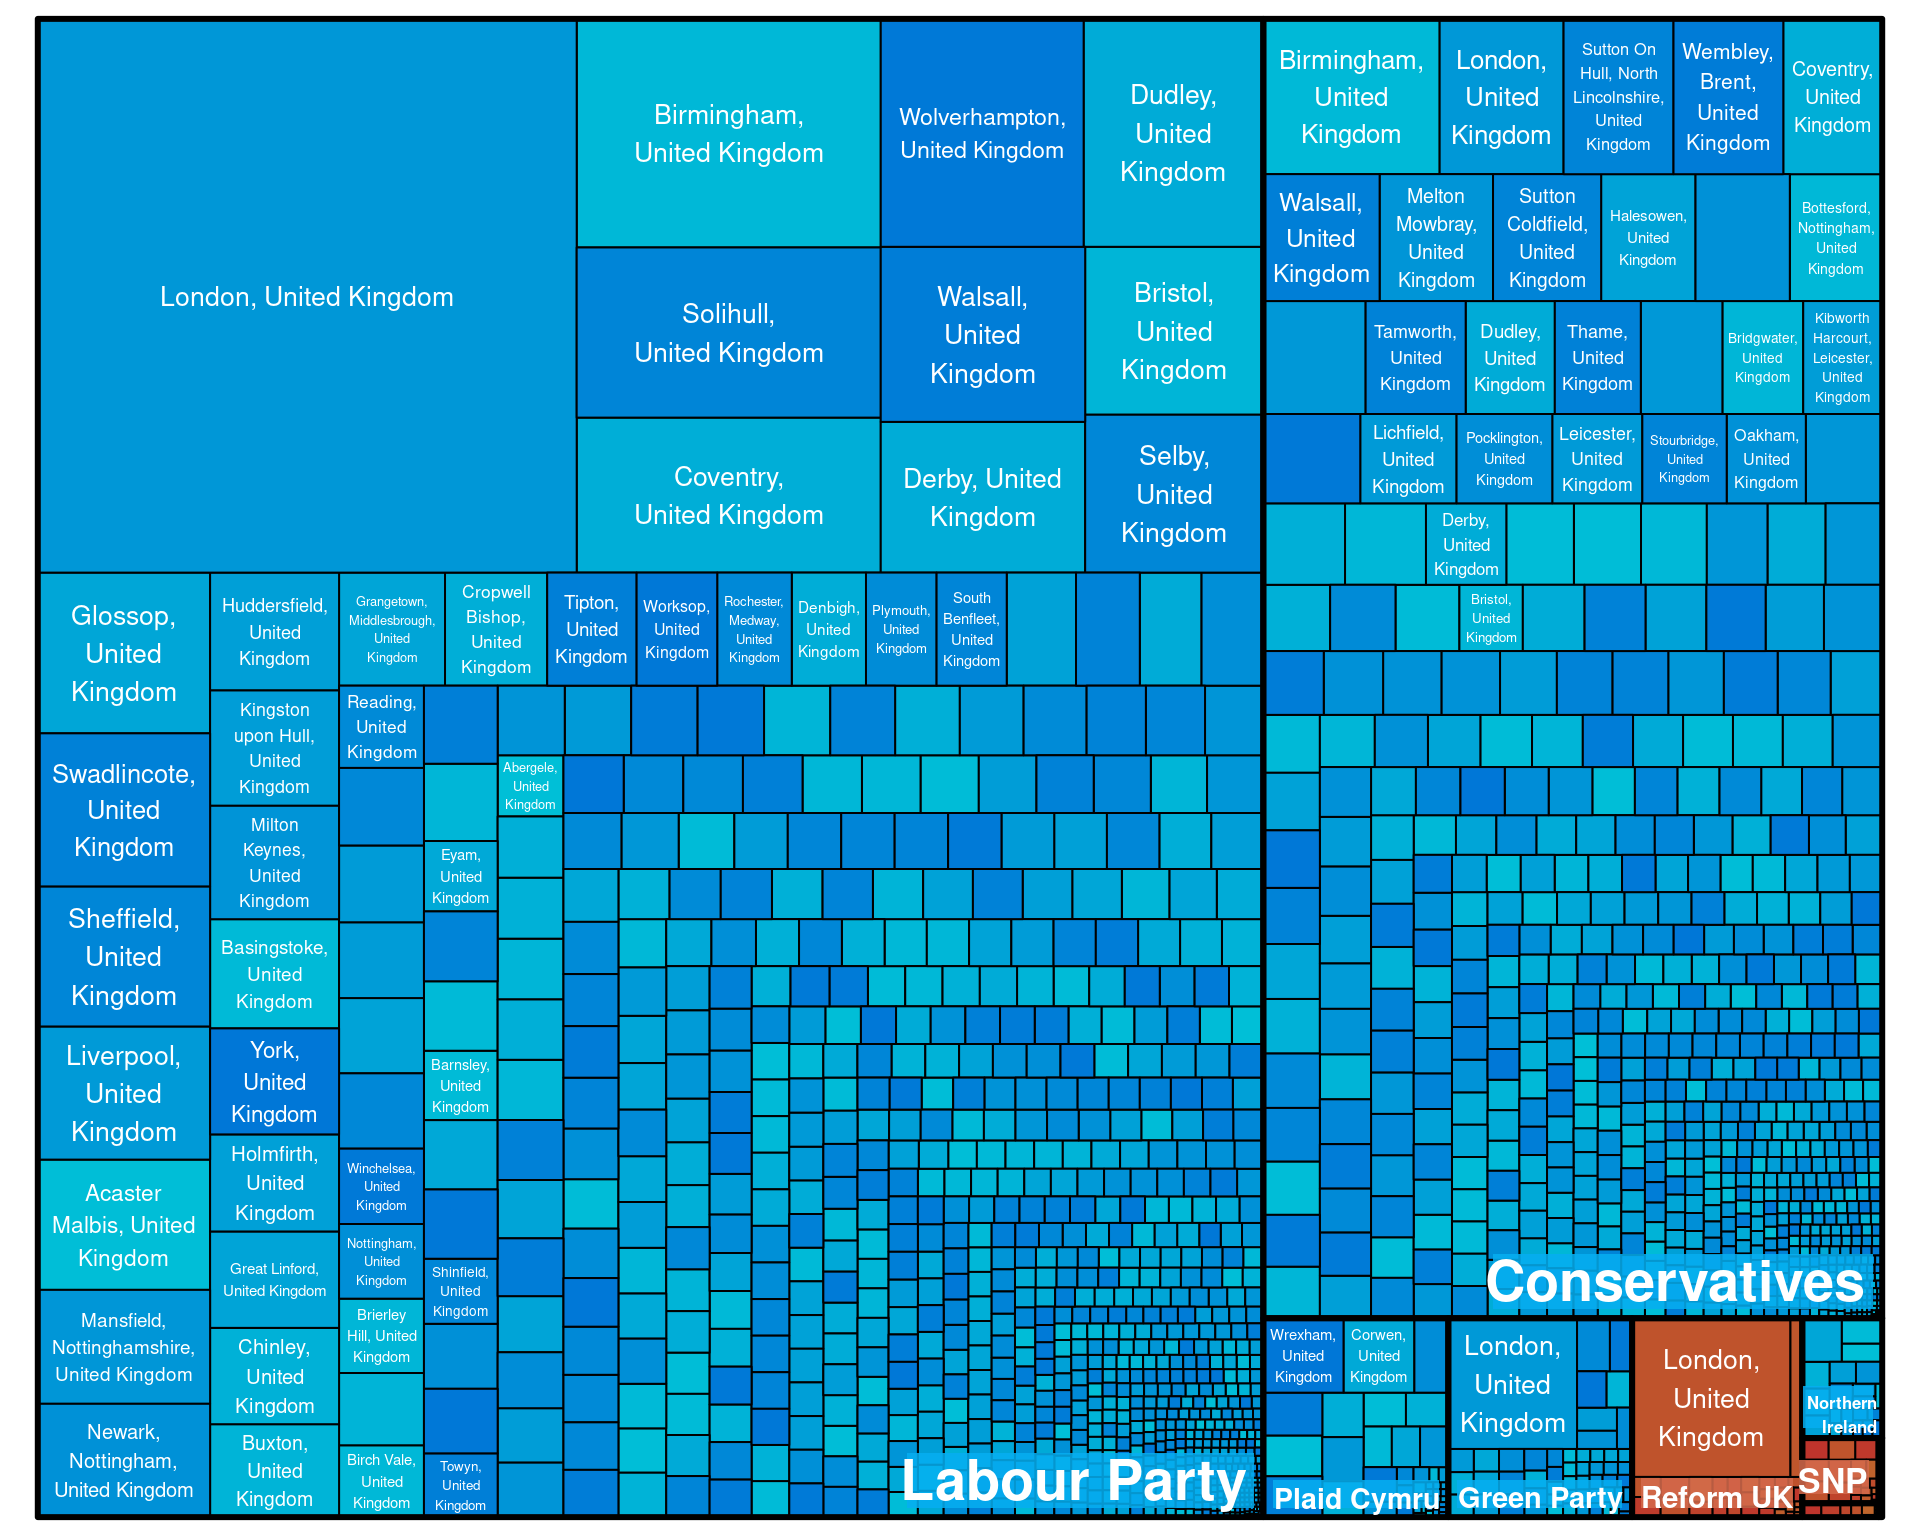 London, United Kingdom
Birmingham,
United Kingdom
Wolverhampton,
United Kingdom
Dudley,
United
Kingdom
Solihull,
United Kingdom
Walsall,
United
Kingdom
Bristol,
United
Kingdom
Coventry,
United Kingdom
Derby, United
Kingdom
Selby,
United
Kingdom
Glossop,
United
Kingdom
Swadlincote,
United
Kingdom
Sheffield,
United
Kingdom
Liverpool,
United
Kingdom
Acaster
Malbis, United
Kingdom
Mansfield,
Nottinghamshire,
United Kingdom
Newark,
Nottingham,
United Kingdom
Huddersfield,
United
Kingdom
Kingston
upon Hull,
United
Kingdom
Milton
Keynes,
United
Kingdom
Basingstoke,
United
Kingdom
York,
United
Kingdom
Holmfirth,
United
Kingdom
Great Linford,
United Kingdom
Chinley,
United
Kingdom
Buxton,
United
Kingdom
Grangetown,
Middlesbrough,
United
Kingdom
Cropwell
Bishop,
United
Kingdom
Tipton,
United
Kingdom
Worksop,
United
Kingdom
Rochester,
Medway,
United
Kingdom
Denbigh,
United
Kingdom
Plymouth,
United
Kingdom
South
Benfleet,
United
Kingdom
Reading,
United
Kingdom
Winchelsea,
United
Kingdom
Nottingham,
United
Kingdom
Brierley
Hill, United
Kingdom
Birch Vale,
United
Kingdom
Eyam,
United
Kingdom
Barnsley,
United
Kingdom
Shinfield,
United
Kingdom
Towyn,
United
Kingdom
Abergele,
United
Kingdom
Labour Party
Birmingham,
United
Kingdom
London,
United
Kingdom
Sutton On
Hull, North
Lincolnshire,
United
Kingdom
Wembley,
Brent,
United
Kingdom
Coventry,
United
Kingdom
Walsall,
United
Kingdom
Melton
Mowbray,
United
Kingdom
Sutton
Coldfield,
United
Kingdom
Halesowen,
United
Kingdom
Bottesford,
Nottingham,
United
Kingdom
Tamworth,
United
Kingdom
Dudley,
United
Kingdom
Thame,
United
Kingdom
Bridgwater,
United
Kingdom
Kibworth
Harcourt,
Leicester,
United
Kingdom
Lichfield,
United
Kingdom
Pocklington,
United
Kingdom
Leicester,
United
Kingdom
Stourbridge,
United
Kingdom
Oakham,
United
Kingdom
Derby,
United
Kingdom
Bristol,
United
Kingdom
Conservatives
Wrexham,
United
Kingdom
Corwen,
United
Kingdom
Plaid Cymru
London,
United
Kingdom
Green Party
London,
United
Kingdom
Reform UK
Northern
Ireland
SNP